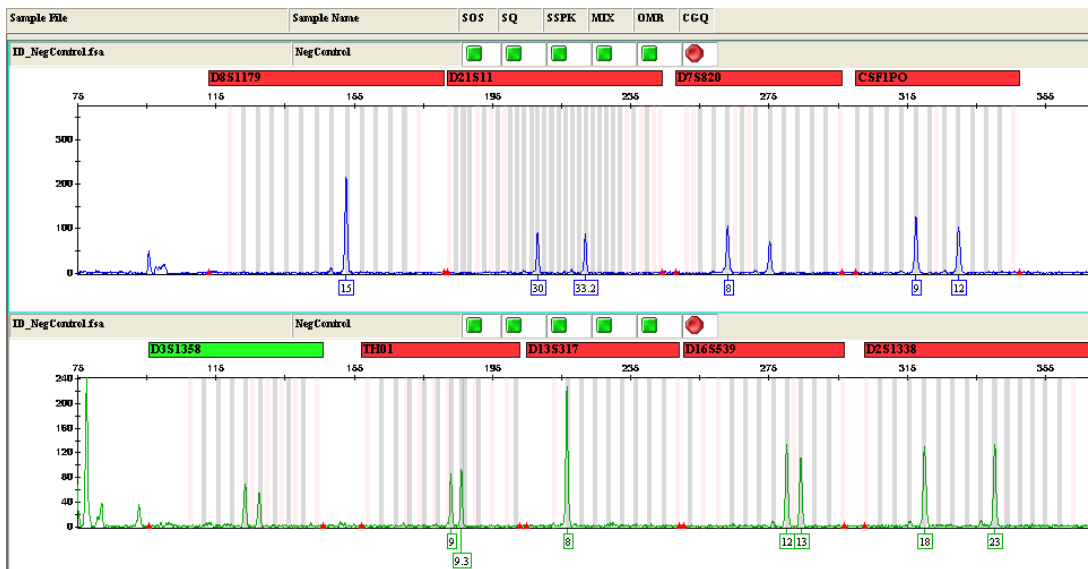 Sample File Sample Name SOS SQ SSPK MIX OMR CGQ
ID_NegControl.fsa NegControl
D8S1179 D21S11 D7S820 CSF1PO
75 115 155 195 235 275 315 355
300
200
100
0
15 30 33.2 8 9 12
ID_NegControl.fsa NegControl
D3S1358 TH01 D13S317 D16S539 D2S1338
75 115 155 195 235 275 315 355
240
200
160
120
80
40
0
9 8 12 13 18 23
9.3